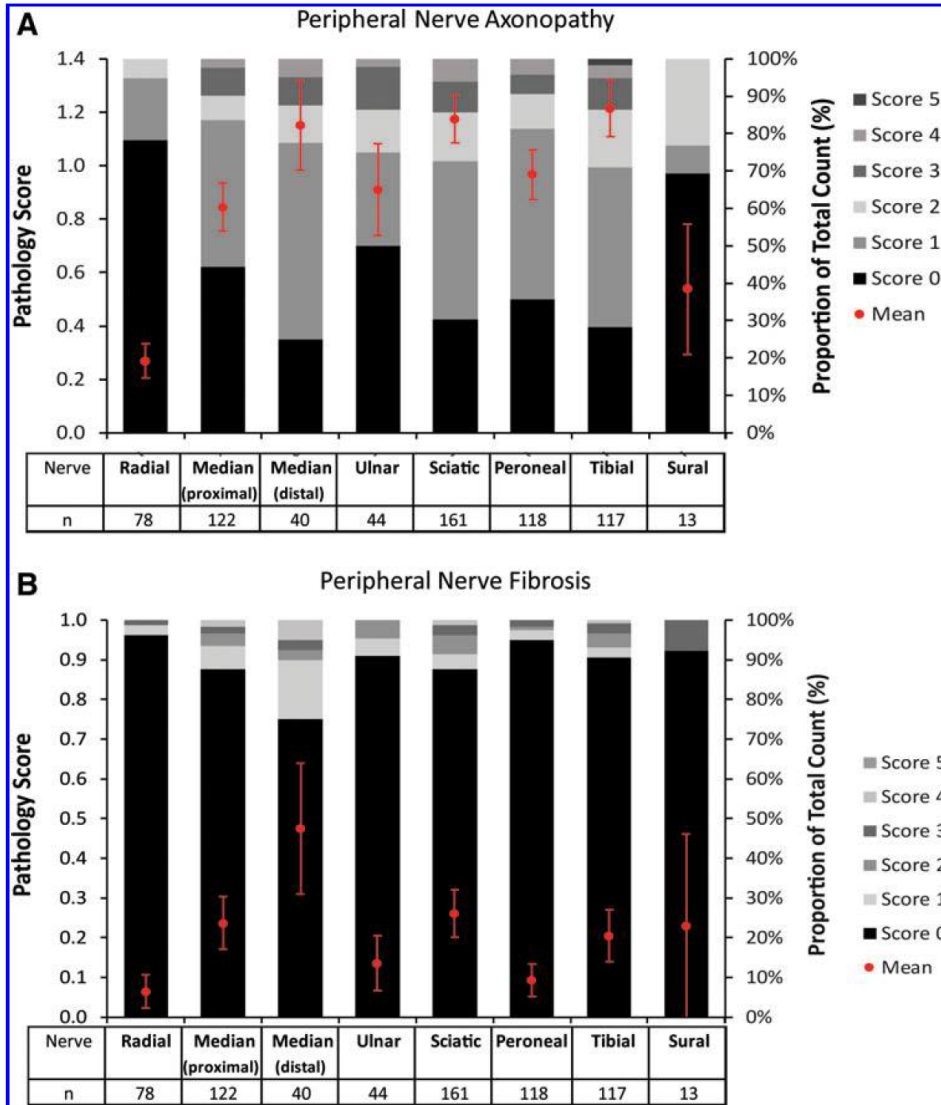 A
Peripheral Nerve Axonopathy
Pathology Score
1.4
1.2
1.0
0.8
0.6
0.4
0.2
0.0
100%
90%
80%
70%
60%
50%
40%
30%
20%
10%
0%
Proportion of Total Count (%)
Score 5
Score 4
Score 3
Score 2
Score 1
Score 0
Mean
Nerve Radial Median (proximal) Median (distal) Ulnar Sciatic Peroneal Tibial Sural
n 78 122 40 44 161 118 117 13
B
Peripheral Nerve Fibrosis
Pathology Score
1.0
0.9
0.8
0.7
0.6
0.5
0.4
0.3
0.2
0.1
0.0
100%
90%
80%
70%
60%
50%
40%
30%
20%
10%
0%
Proportion of Total Count (%)
Score 5
Score 4
Score 3
Score 2
Score 1
Score 0
Mean
Nerve Radial Median (proximal) Median (distal) Ulnar Sciatic Peroneal Tibial Sural
n 78 122 40 44 161 118 117 13